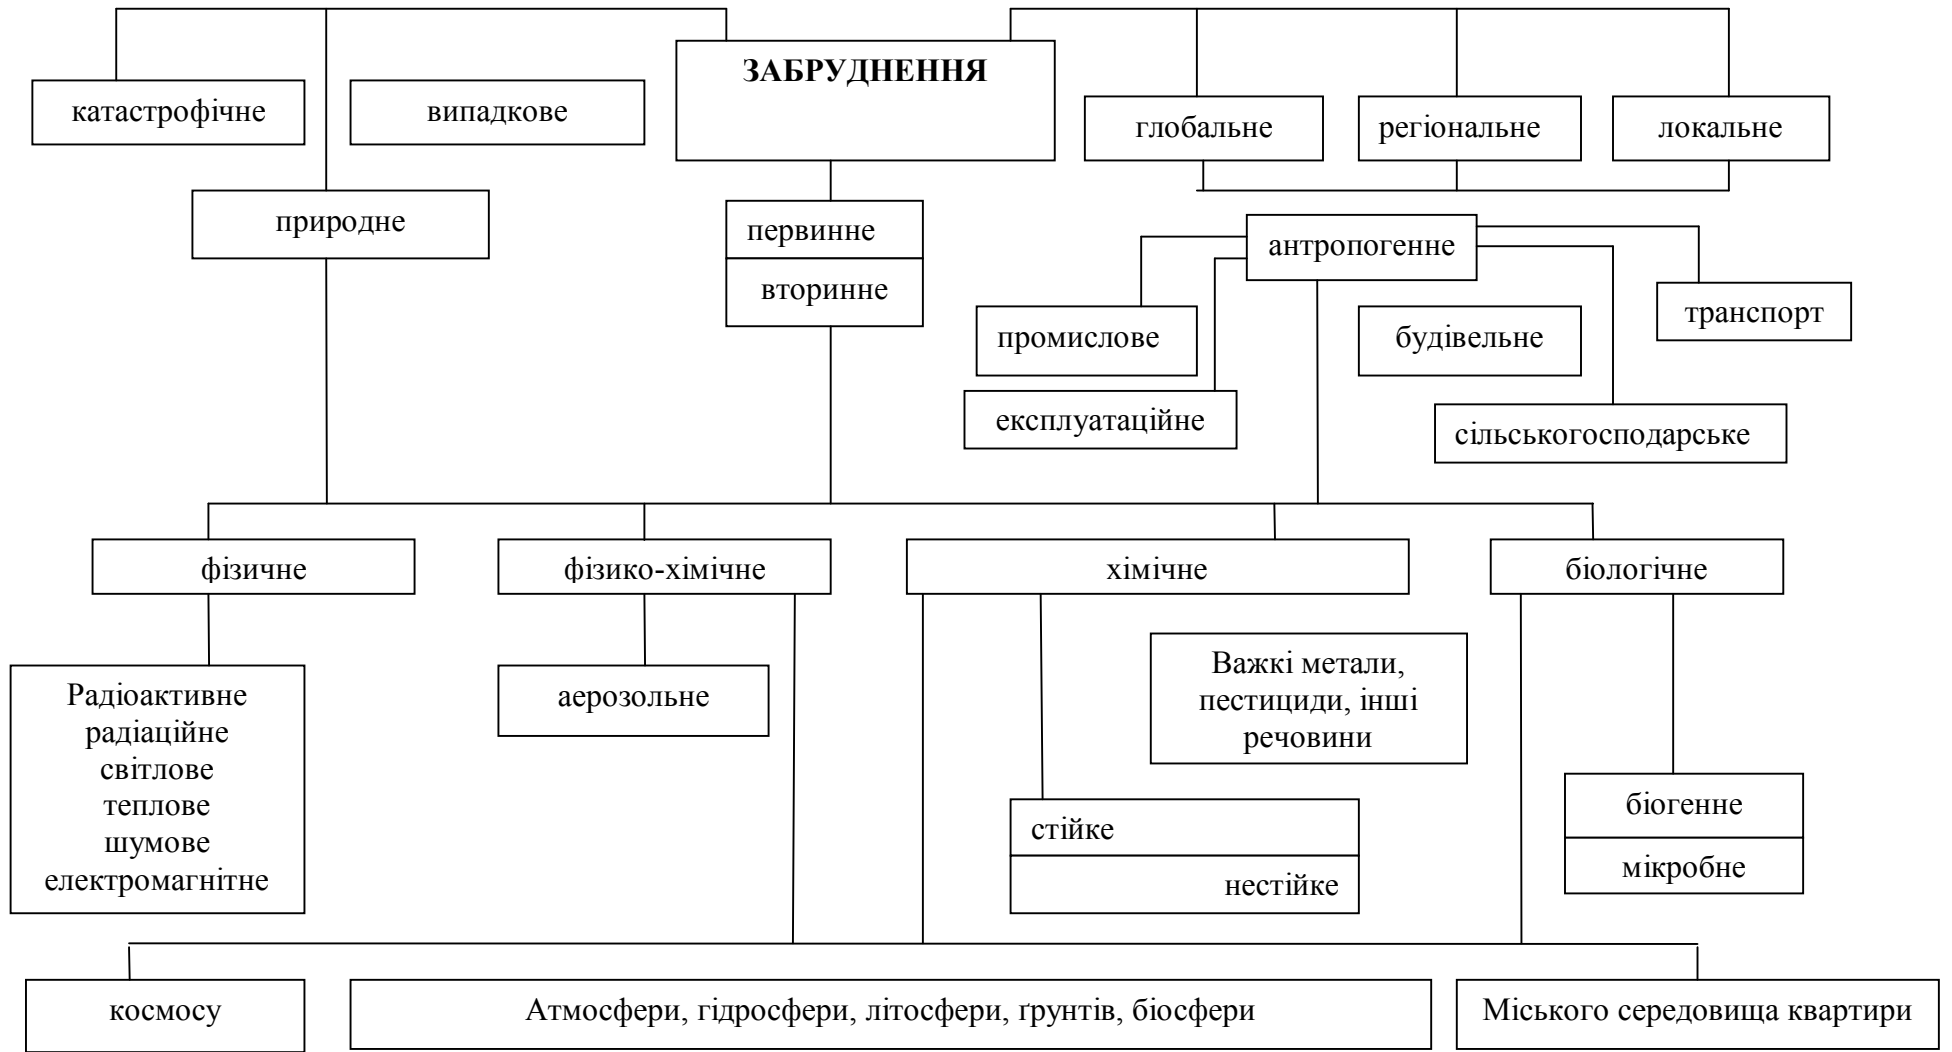 ЗАБРУДНЕННЯ
катастрофічне
випадкове
глобальне
регіональне
локальне
природне
первинне
вторинне
антропогенне
промислове
будівельне
транспорт
експлуатаційне
сільськогосподарське
фізичне
фізико-хімічне
хімічне
біологічне
Радіоактивне
радіаційне
світлове
теплове
шумове
електромагнітне
аерозольне
Важкі метали,
пестициди, інші
речовини
стійке
нестійке
біогенне
мікробне
космосу
Атмосфери, гідросфери, літосфери, ґрунтів, біосфери
Міського середовища квартири